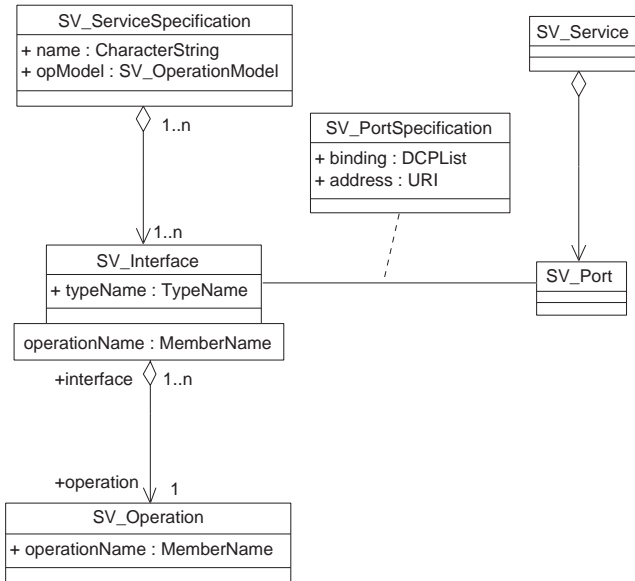 SV_ServiceSpecification
+ name : CharacterString
+ opModel : SV_OperationModel
SV_Service
1..n
SV_PortSpecification
+ binding : DCPList
+ address : URI
1..n
SV_Interface
+ typeName : TypeName
SV_Port
operationName : MemberName
+interface
1..n
+operation
1
SV_Operation
+ operationName : MemberName